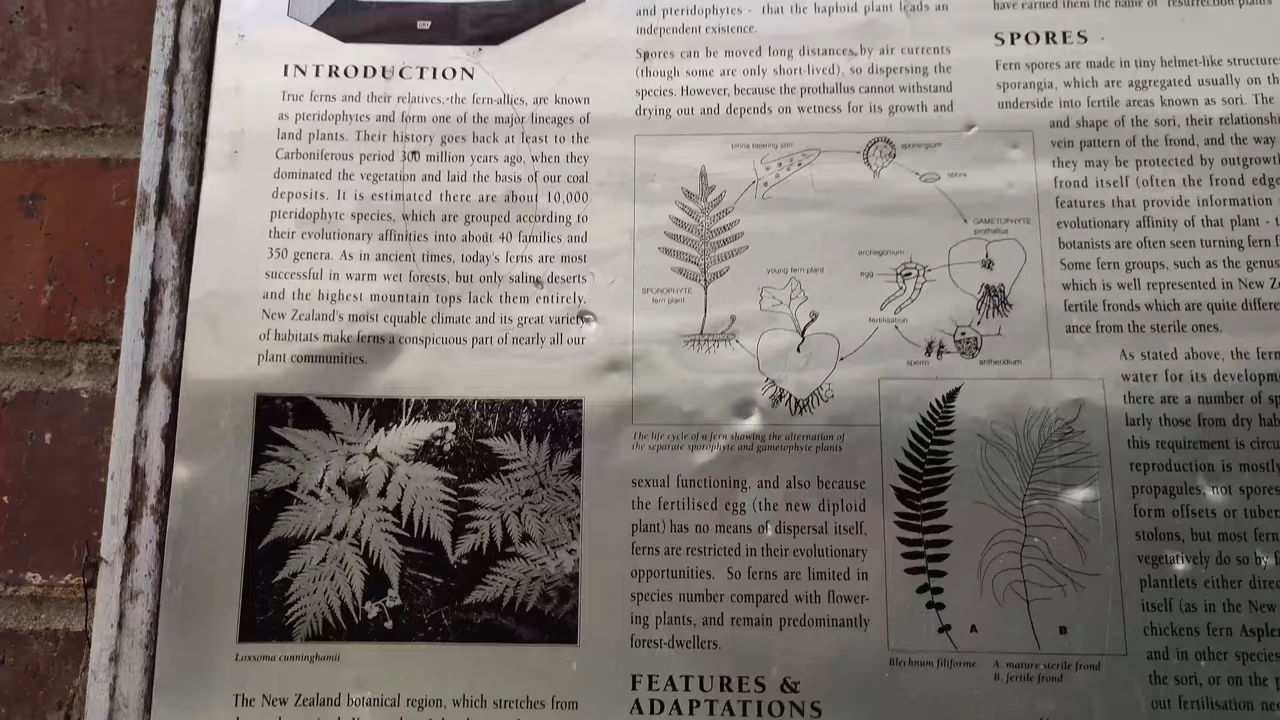 DRY
INTRODUCTION
True ferns and their relatives, the fern-allies, are known
as pteridophytes and form one of the major lineages of
land plants. Their history goes back at least to the
Carboniferous period 300 million years ago, when they
dominated the vegetation and laid the basis of our coal
deposits. It is estimated there are about 10,000
pteridophyte species, which are grouped according to
their evolutionary affinities into about 40 families and
350 genera. As in ancient times, today's ferns are most
successful in warm wet forests, but only saline deserts
and the highest mountain tops lack them entirely.
New Zealand's moist equable climate and its great variety
of habitats make ferns a conspicuous part of nearly all our
plant communities.
Loxsoma cunninghamii
The New Zealand botanical region, which stretches from
and pteridophytes - that the haploid plant leads an
independent existence.
Spores can be moved long distances by air currents
(though some are only short-lived), so dispersing the
species. However, because the prothallus cannot withstand
drying out and depends on wetness for its growth and
pinna bearing sori
sporangium
spore
GAMETOPHYTE
prothallus
archegonium
egg
young fern plant
SPOROPHYTE
fern plant
fertilisation
sperm
antheridium
The life cycle of a fern showing the alternation of
the separate sporophyte and gametophyte plants
sexual functioning, and also because
the fertilised egg (the new diploid
plant) has no means of dispersal itself,
ferns are restricted in their evolutionary
opportunities. So ferns are limited in
species number compared with flower-
ing plants, and remain predominantly
forest-dwellers.
FEATURES &
ADAPTATIONS
A
B
Blechnum filiforme
A. mature sterile frond
B. fertile frond
have earned them the name of "resurrection plants"
SPORES
Fern spores are made in tiny helmet-like structure
sporangia, which are aggregated usually on th
underside into fertile areas known as sori. The
and shape of the sori, their relationshi
vein pattern of the frond, and the way
they may be protected by outgrowt
frond itself (often the frond edge
features that provide information
evolutionary affinity of that plant -
botanists are often seen turning fern f
Some fern groups, such as the genus
which is well represented in New Ze
fertile fronds which are quite differe
ance from the sterile ones.
As stated above, the fern
water for its developm
there are a number of sp
larly those from dry hab
this requirement is circu
reproduction is mostly
propagules, not spores
form offsets or tuber
stolons, but most fern
vegetatively do so by
plantlets either direc
itself (as in the New
chickens fern Asple
and in other species
the sori, or on the
out fertilisation ne